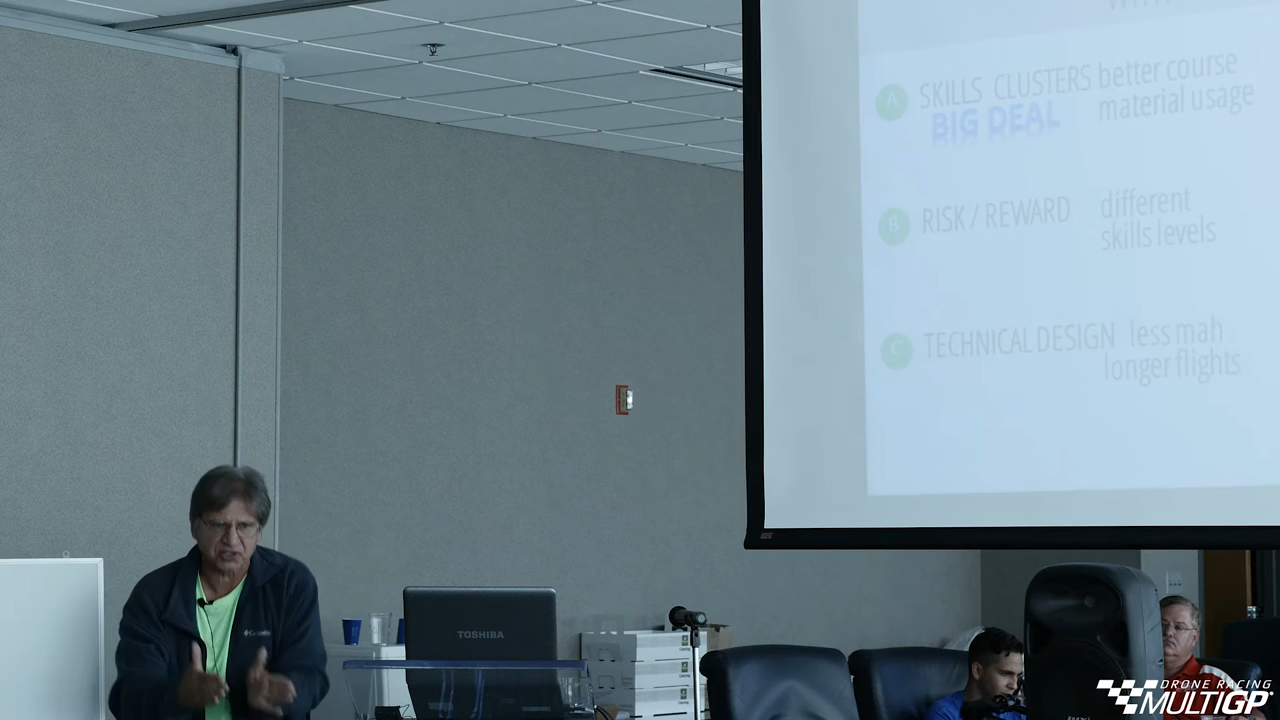 A SKILLS CLUSTERS better course
BIG DEAL material usage
B RISK / REWARD different
skills levels
C TECHNICAL DESIGN less mah
longer flights
TOSHIBA
Columbia
DRONE RACING
MULTIGP